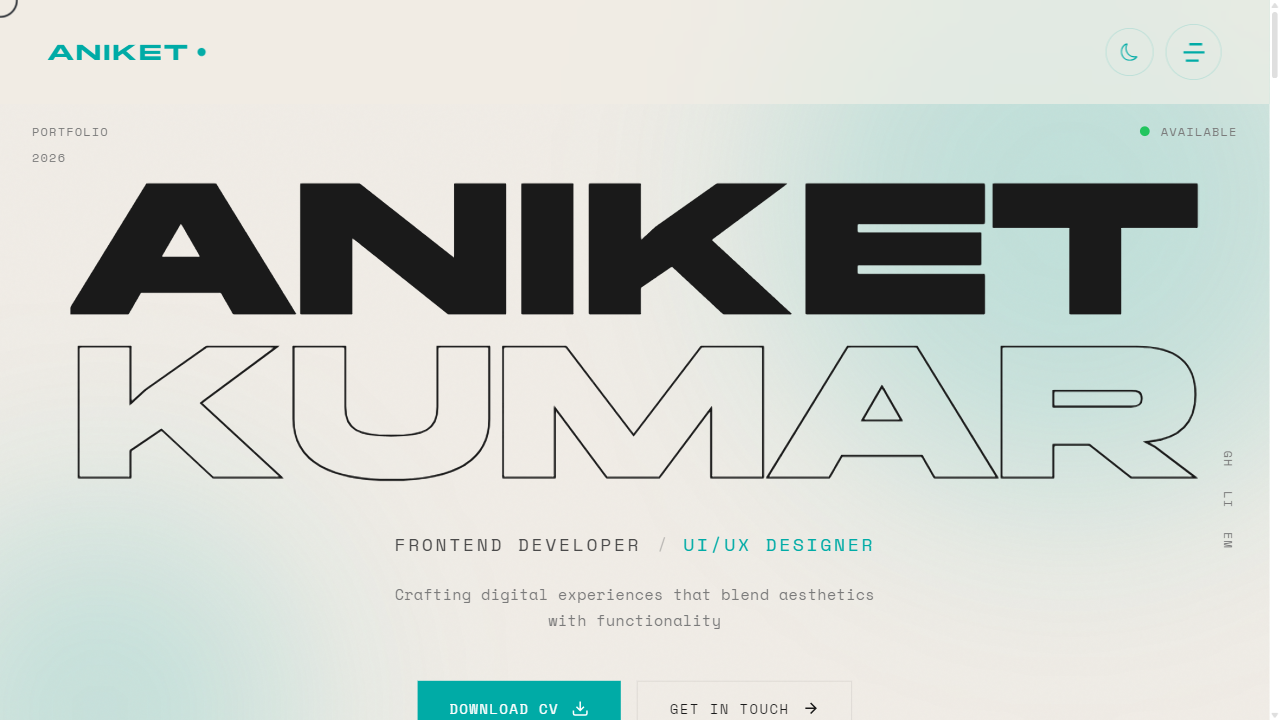 ANIKET
PORTFOLIO
2026
AVAILABLE
ANIKET
KUMAR
GH LI EM
FRONTEND DEVELOPER / UI/UX DESIGNER
Crafting digital experiences that blend aesthetics
with functionality
DOWNLOAD CV
GET IN TOUCH